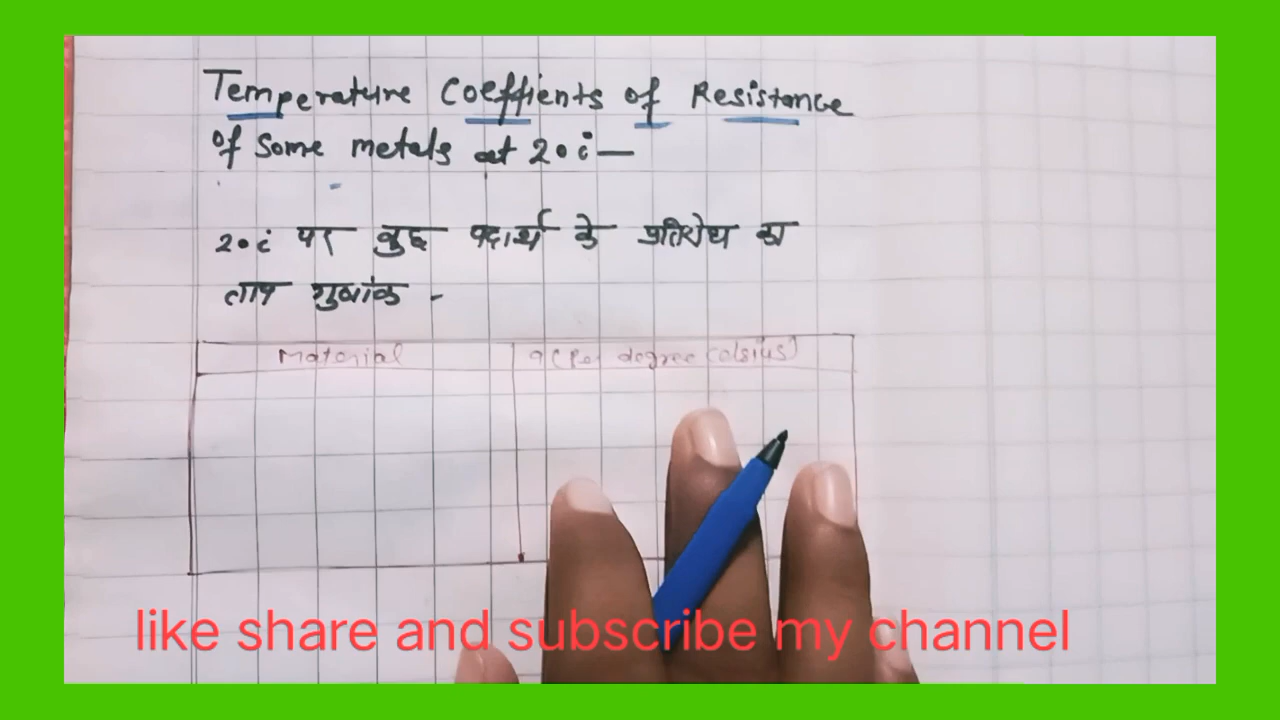 Temperature Coeffients of Resistance
of some metals at 20 i —
20 i पर कुछ पदार्थ के प्रतिरोध का
ताप गुणांक -
Material
(Per degree Celsius)
like share and subscribe my channel